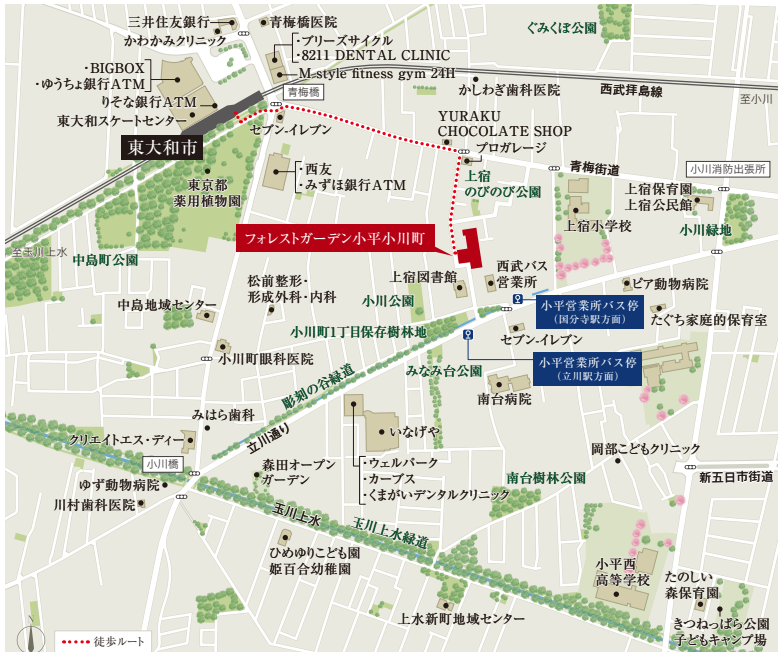 三井住友銀行
かわかみクリニック
青梅橋医院
・ブリーズサイクル
・8211 DENTAL CLINIC
M-style fitness gym 24H
ぐみくぼ公園
・BIGBOX
・ゆうちょ銀行ATM
りそな銀行ATM
東大和スケートセンター
青梅橋
かしわぎ歯科医院
西武拝島線
至小川
東大和市
セブン-イレブン
YURAKU
CHOCOLATE SHOP
プロガレージ
・西友
・みずほ銀行ATM
東京都
薬用植物園
上宿
のびのび公園
青梅街道
小川消防出張所
上宿保育園
上宿公民館
上宿小学校
小川緑地
至玉川上水
中島町公園
フォレストガーデン小平小川町
上宿図書館
西武バス
営業所
ピア動物病院
松前整形・
形成外科・内科
小川公園
中島地域センター
小川町1丁目保存樹林地
小平営業所バス停
(国分寺駅方面)
たぐち家庭的保育室
セブン-イレブン
小平営業所バス停
(立川駅方面)
小川町眼科医院
みなみ台公園
彫刻の谷緑道
南台病院
みはら歯科
立川通り
クリエイトエス・ディー
いなげや
岡部こどもクリニック
小川橋
森田オープン
ガーデン
・ウェルパーク
・カーブス
・くまがいデンタルクリニック
南台樹林公園
新五日市街道
ゆず動物病院
川村歯科医院
玉川上水
玉川上水緑道
ひめゆりこども園
姫百合幼稚園
小平西
高等学校
たのしい
森保育園
上水新町地域センター
きつねっぱら公園
子どもキャンプ場
N
徒歩ルート